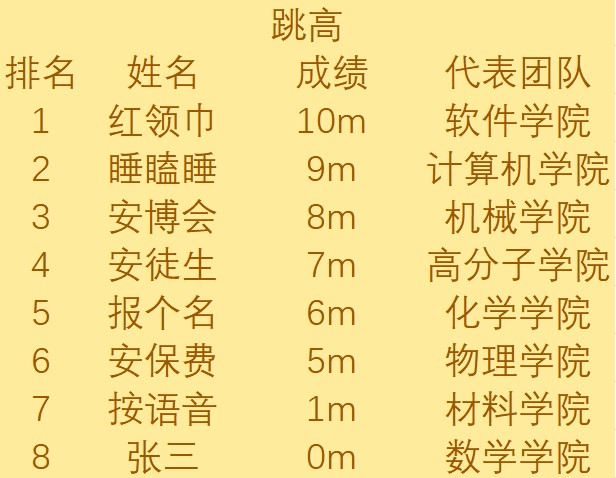 跳高
排名 姓名 成绩 代表团队
1 红领巾 10m 软件学院
2 睡瞌睡 9m 计算机学院
3 安博会 8m 机械学院
4 安徒生 7m 高分子学院
5 报个名 6m 化学学院
6 安保费 5m 物理学院
7 按语音 1m 材料学院
8 张三 0m 数学学院